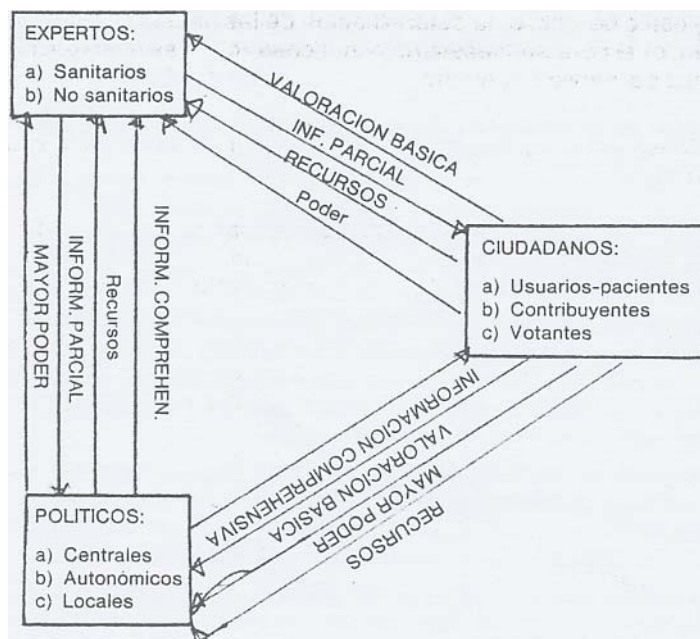 EXPERTOS:
a) Sanitarios
b) No sanitarios
VALORACION BASICA
INF. PARCIAL
RECURSOS
Poder
MAYOR PODER
INFORM. PARCIAL
Recursos
INFORM. COMPREHEN.
CIUDADANOS:
a) Usuarios-pacientes
b) Contribuyentes
c) Votantes
INFORMACION COMPREHENSIVA
VALORACION BASICA
MAYOR PODER
RECURSOS
POLITICOS:
a) Centrales
b) Autonómicos
c) Locales